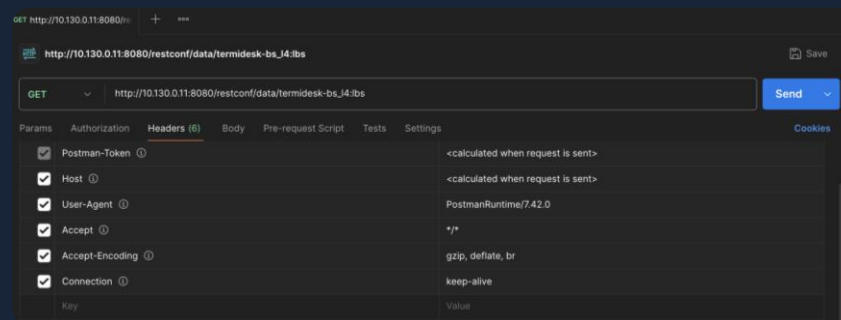 GET http://10.130.0.11:8080/re
http://10.130.0.11:8080/restconf/data/termidesk-bs_l4:lbs
Save
GET http://10.130.0.11:8080/restconf/data/termidesk-bs_l4:lbs
Send
Params Authorization Headers (6) Body Pre-request Script Tests Settings Cookies
Postman-Token <calculated when request is sent>
Host <calculated when request is sent>
User-Agent PostmanRuntime/7.42.0
Accept */*
Accept-Encoding gzip, deflate, br
Connection keep-alive
Key Value